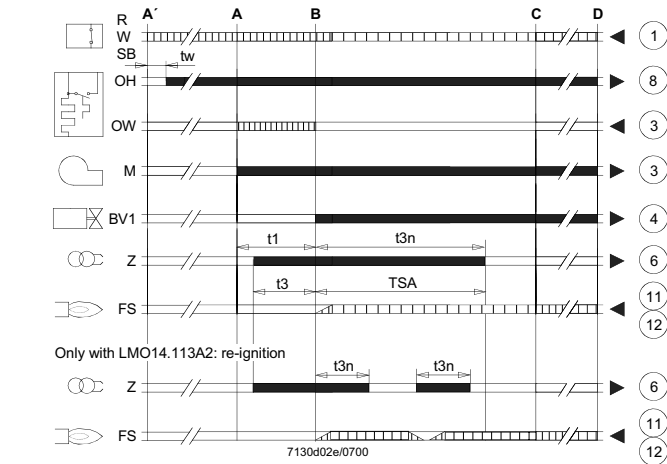 A´ A B C D
R
W 1
SB tw
OH 8
OW 3
M 3
BV1 4
t1 t3n
Z 6
t3 TSA
FS 11
12
Only with LMO14.113A2: re-ignition
t3n t3n
Z 6
FS 11
7130d02e/0700 12